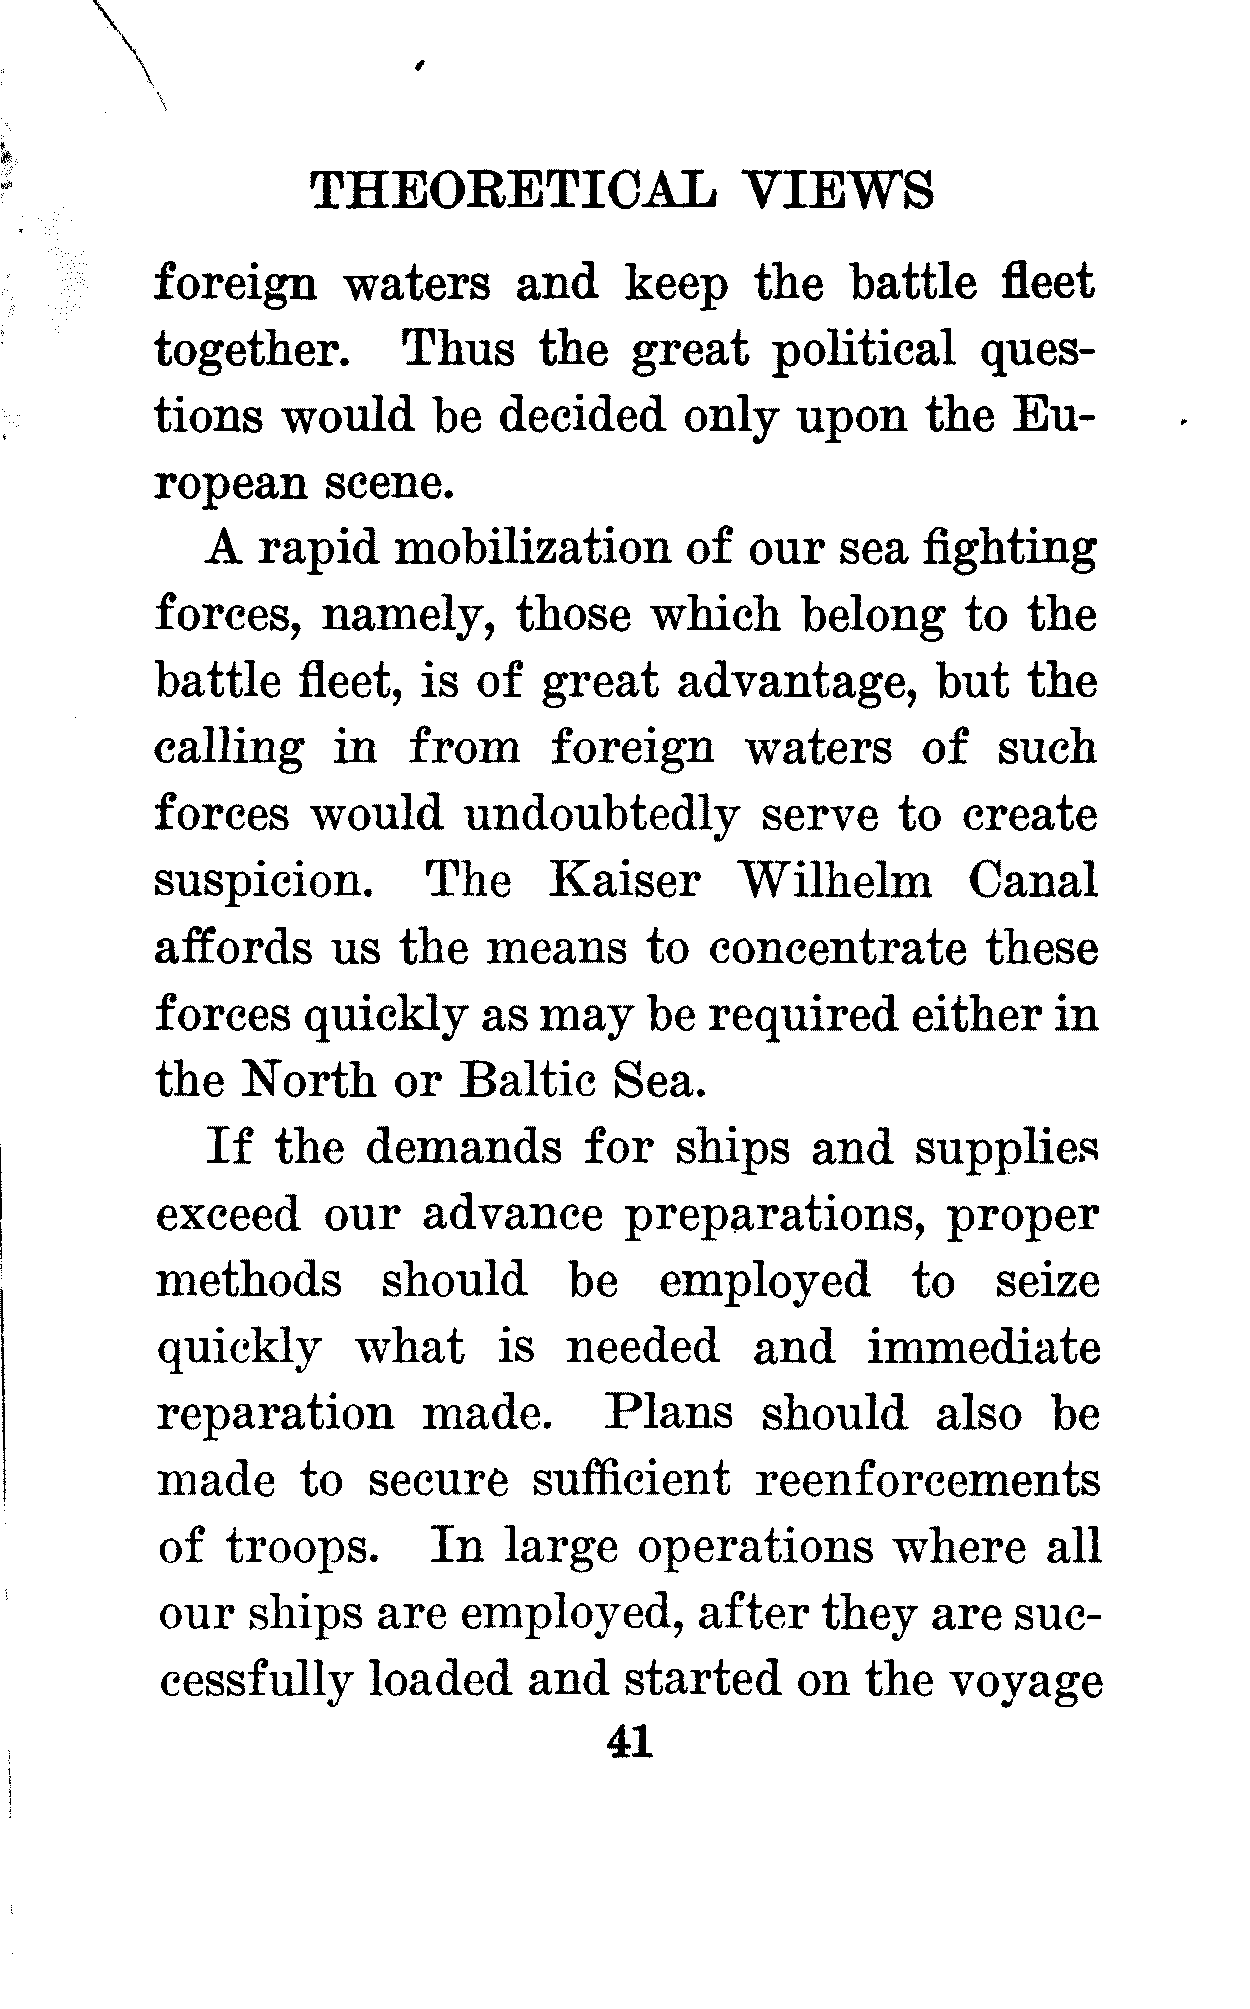 THEORETICAL VIEWS
foreign waters and keep the battle fleet
together. Thus the great political ques-
tions would be decided only upon the Eu-
ropean scene.
A rapid mobilization of our sea fighting
forces, namely, those which belong to the
battle fleet, is of great advantage, but the
calling in from foreign waters of such
forces would undoubtedly serve to create
suspicion. The Kaiser Wilhelm Canal
affords us the means to concentrate these
forces quickly as may be required either in
the North or Baltic Sea.
If the demands for ships and supplies
exceed our advance preparations, proper
methods should be employed to seize
quickly what is needed and immediate
reparation made. Plans should also be
made to secure sufficient reenforcements
of troops. In large operations where all
our ships are employed, after they are suc-
cessfully loaded and started on the voyage
41